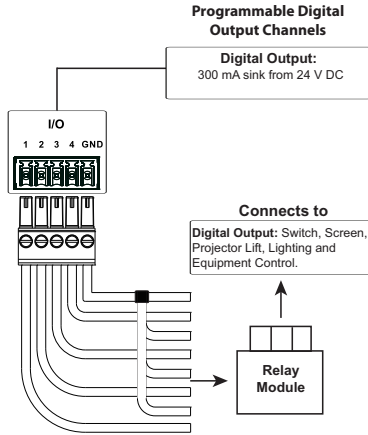 Programmable Digital
Output Channels
Digital Output:
300 mA sink from 24 V DC
I/O
1 2 3 4 GND
Connects to
Digital Output: Switch, Screen,
Projector Lift, Lighting and
Equipment Control.
Relay
Module